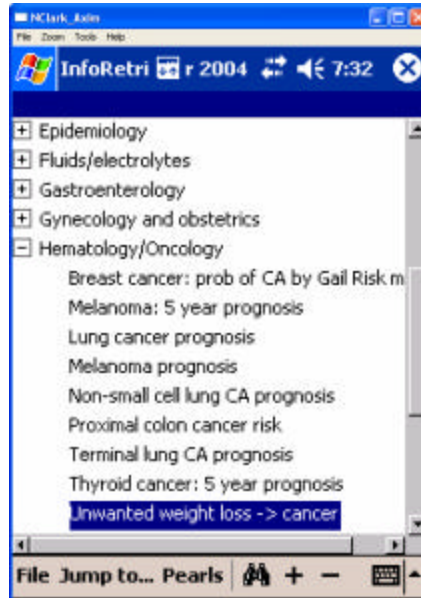 NClark_Axim
File Zoom Tools Help
InfoRetri r 2004 7:32
Epidemiology
Fluids/electrolytes
Gastroenterology
Gynecology and obstetrics
Hematology/Oncology
Breast cancer: prob of CA by Gail Risk m
Melanoma: 5 year prognosis
Lung cancer prognosis
Melanoma prognosis
Non-small cell lung CA prognosis
Proximal colon cancer risk
Terminal lung CA prognosis
Thyroid cancer: 5 year prognosis
Unwanted weight loss -> cancer
File Jump to... Pearls